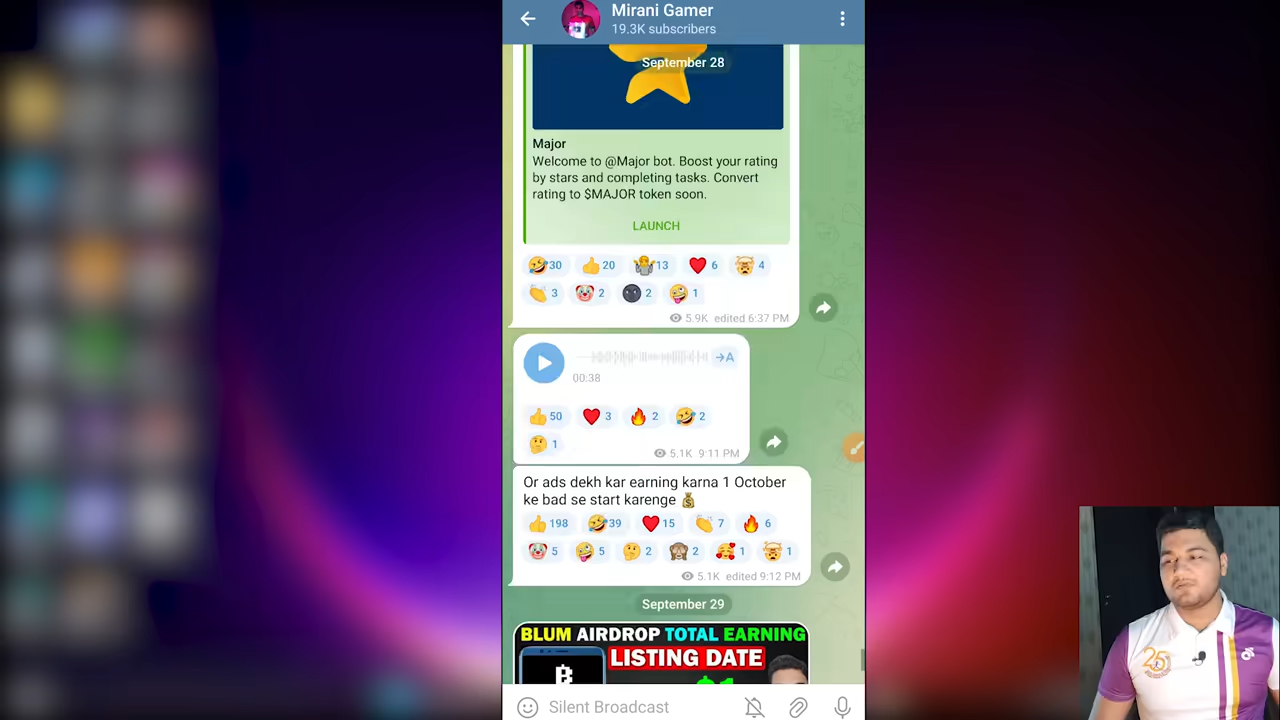 Mirani Gamer
19.3K subscribers
September 28
Major
Welcome to @Major bot. Boost your rating
by stars and completing tasks. Convert
rating to $MAJOR token soon.
LAUNCH
30 20 13 6 4
3 2 2 1
5.9K edited 6:37 PM
→A
00:38
50 3 2 2
1
5.1K 9:11 PM
Or ads dekh kar earning karna 1 October
ke bad se start karenge
198 39 15 7 6
5 5 2 2 1 1
5.1K edited 9:12 PM
September 29
BLUM AIRDROP TOTAL EARNING
LISTING DATE
Silent Broadcast
25